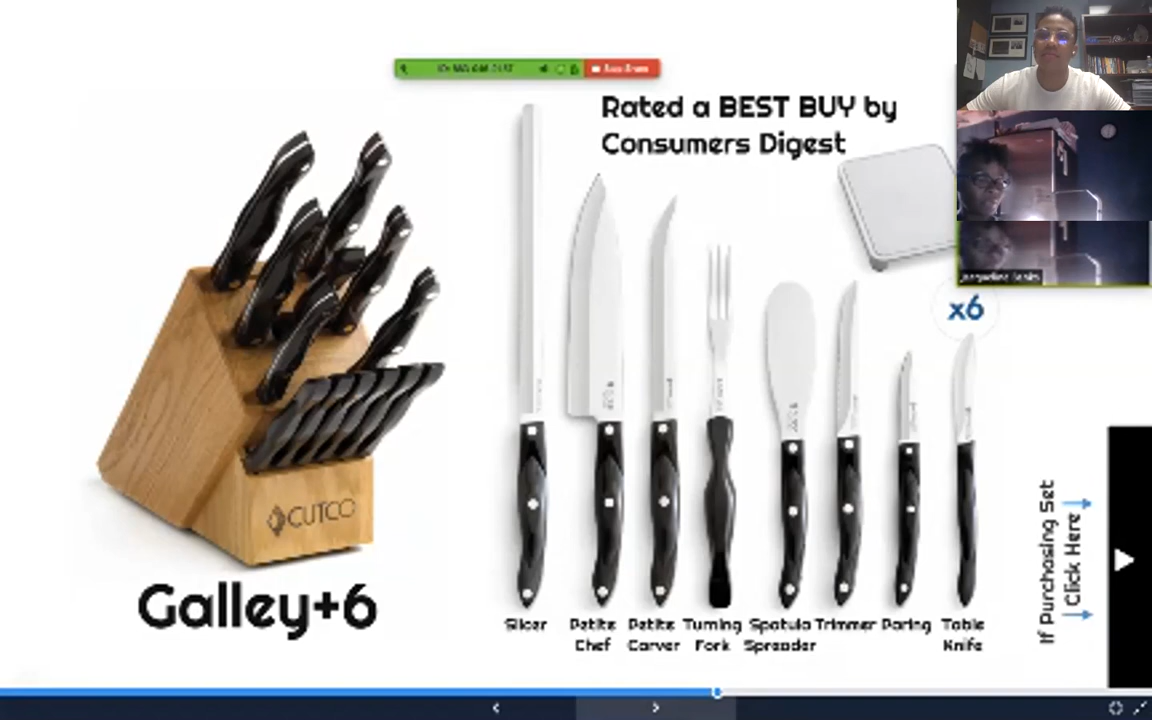 Rated a BEST BUY by
Consumers Digest
x6
CUTCO
Galley+6
Slicer
Petite
Chef
Petite
Carver
Turning
Fork
Spatula
Spreader
Trimmer
Paring
Table
Knife
If Purchasing Set
Click Here